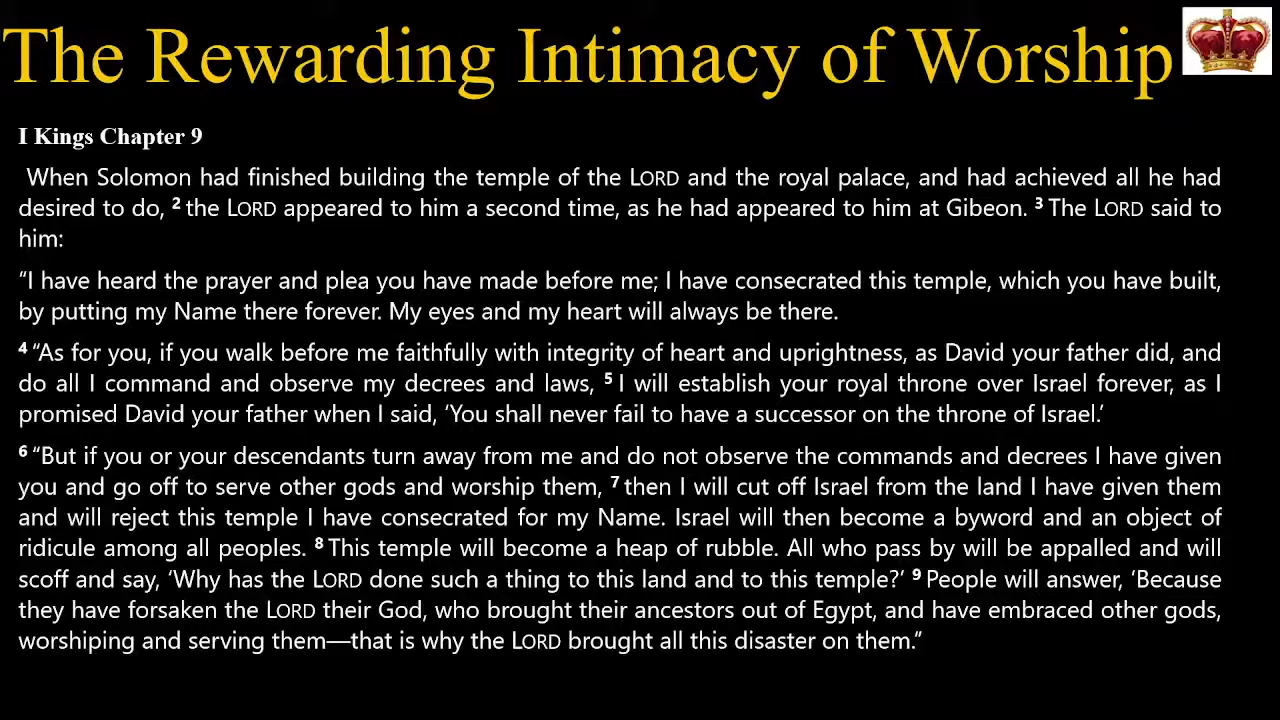 The Rewarding Intimacy of Worship
I Kings Chapter 9
When Solomon had finished building the temple of the LORD and the royal palace, and had achieved all he had
desired to do, 2 the LORD appeared to him a second time, as he had appeared to him at Gibeon. 3 The LORD said to
him:
“I have heard the prayer and plea you have made before me; I have consecrated this temple, which you have built,
by putting my Name there forever. My eyes and my heart will always be there.
4 “As for you, if you walk before me faithfully with integrity of heart and uprightness, as David your father did, and
do all I command and observe my decrees and laws, 5 I will establish your royal throne over Israel forever, as I
promised David your father when I said, ‘You shall never fail to have a successor on the throne of Israel.’
6 “But if you or your descendants turn away from me and do not observe the commands and decrees I have given
you and go off to serve other gods and worship them, 7 then I will cut off Israel from the land I have given them
and will reject this temple I have consecrated for my Name. Israel will then become a byword and an object of
ridicule among all peoples. 8 This temple will become a heap of rubble. All who pass by will be appalled and will
scoff and say, ‘Why has the LORD done such a thing to this land and to this temple?’ 9 People will answer, ‘Because
they have forsaken the LORD their God, who brought their ancestors out of Egypt, and have embraced other gods,
worshiping and serving them—that is why the LORD brought all this disaster on them.”